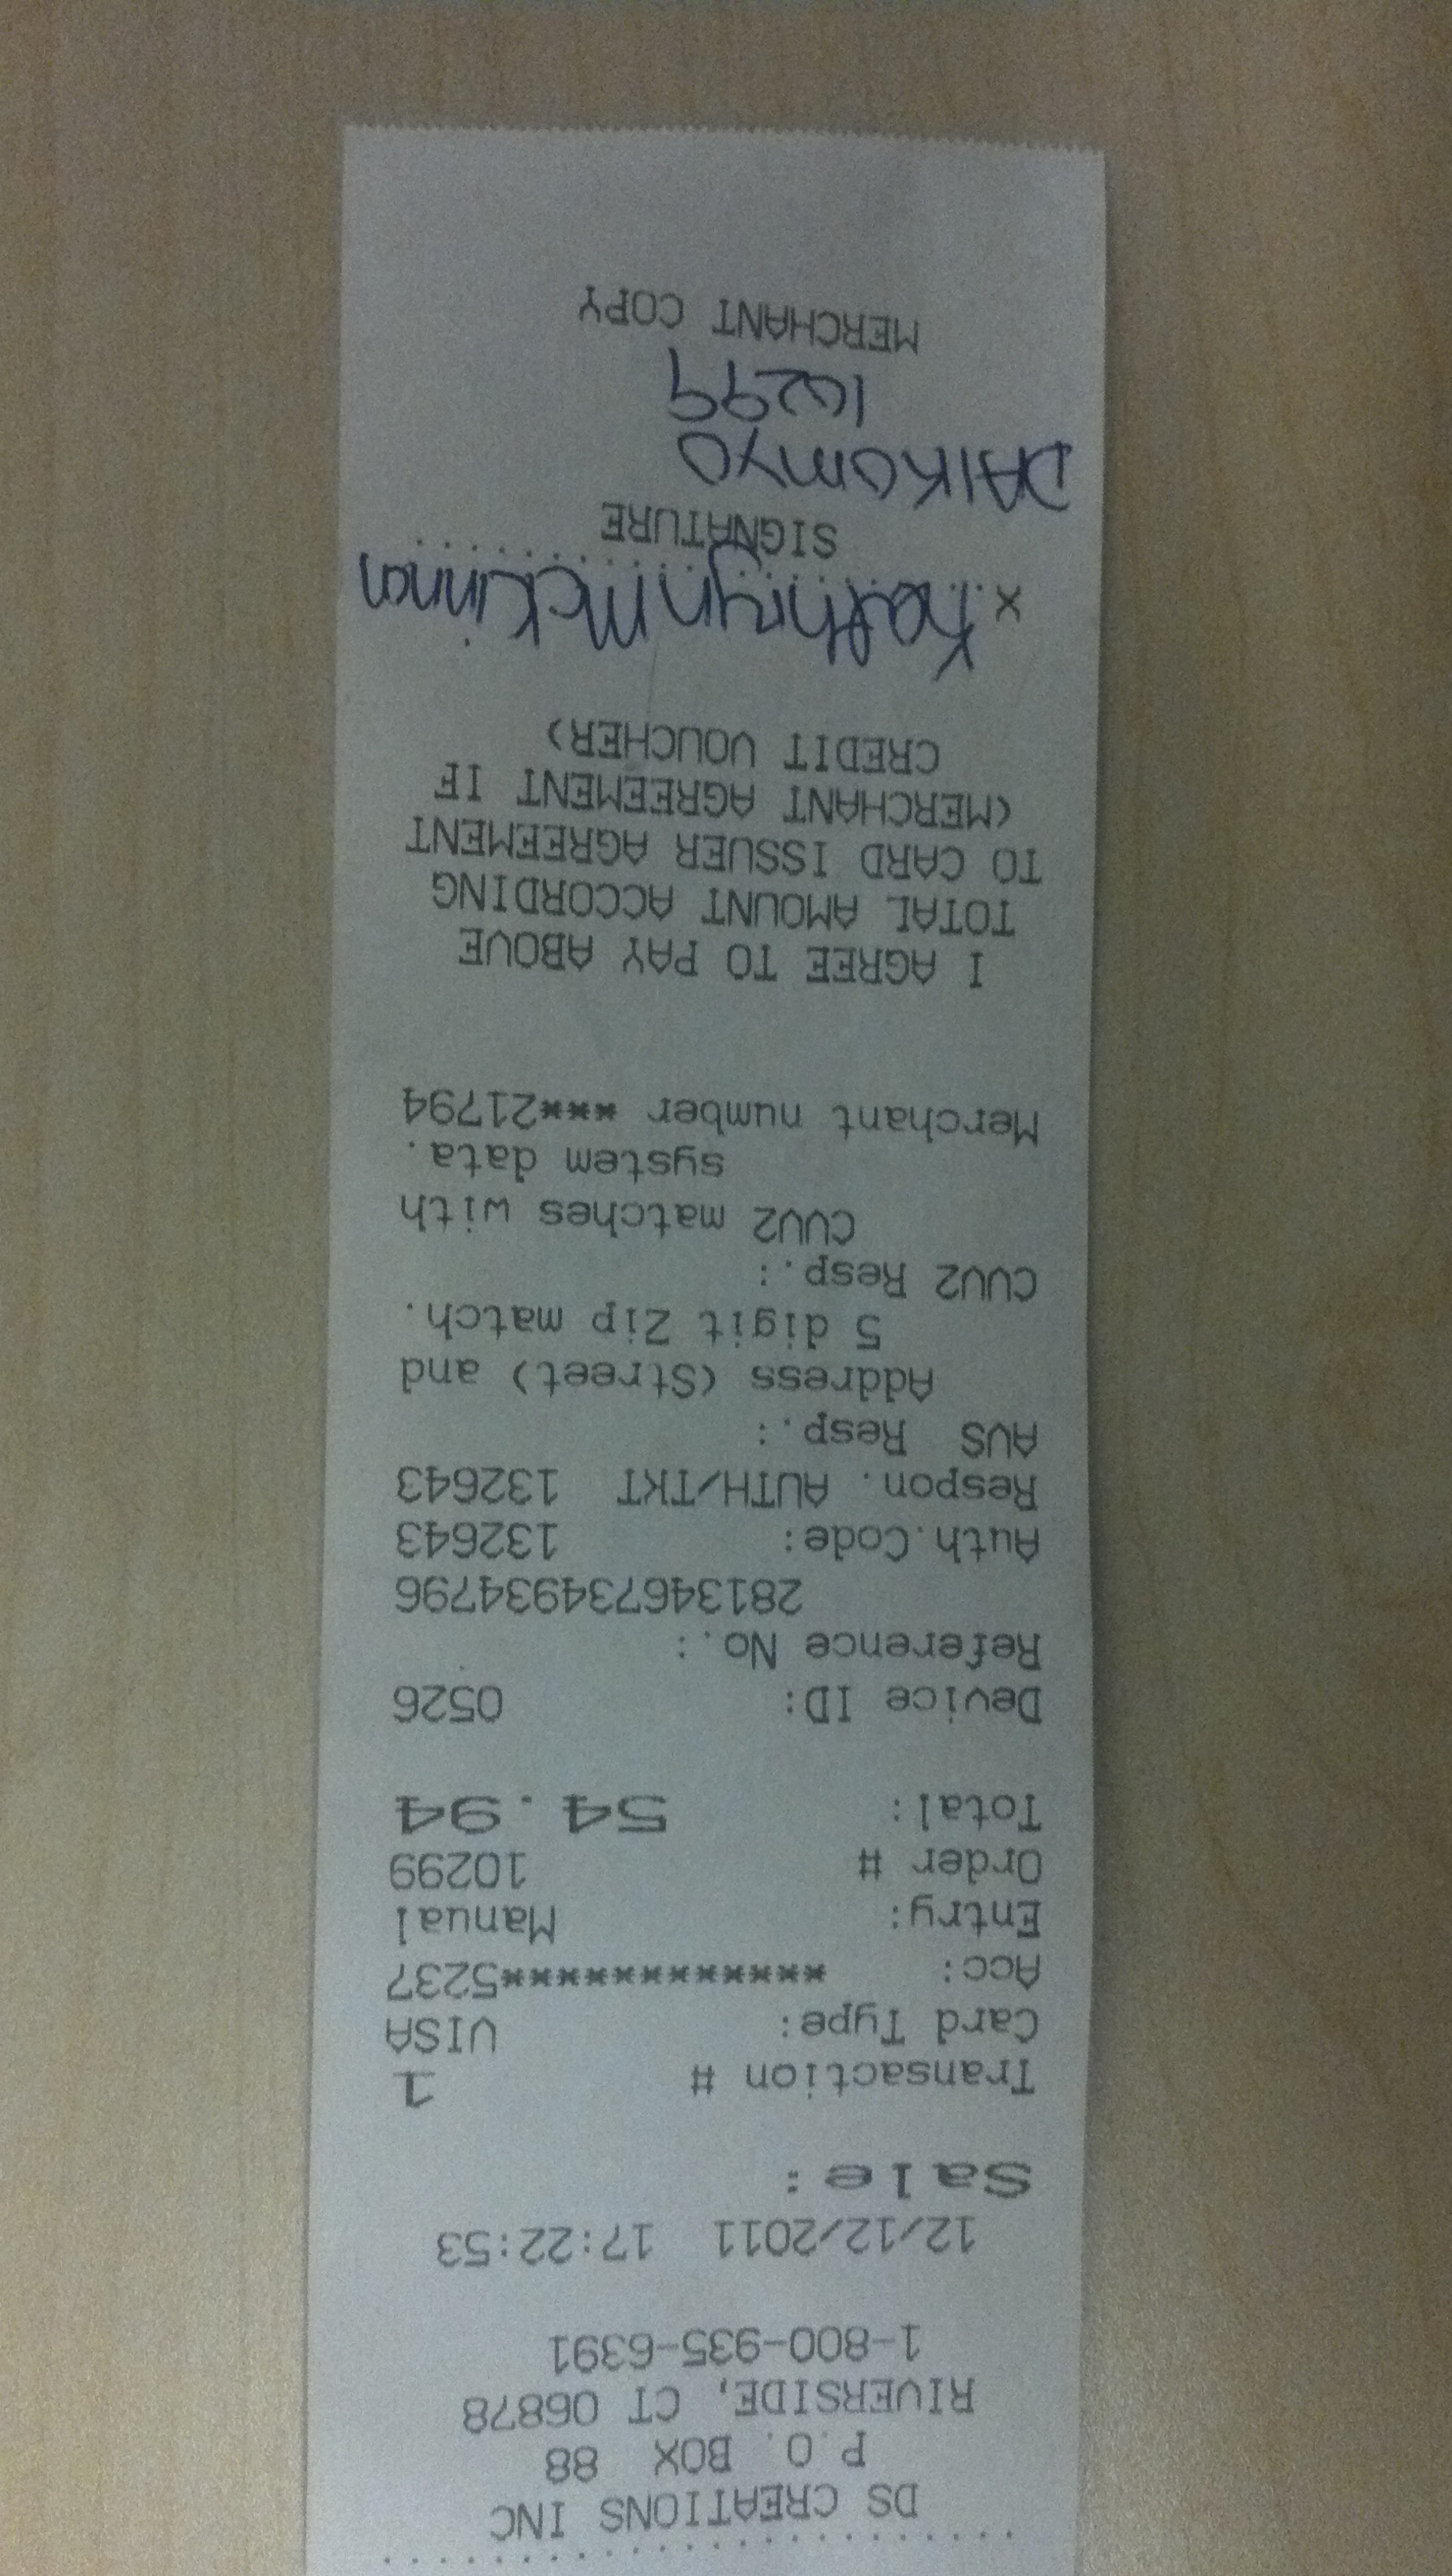 DS CREATIONS INC
P.O. BOX 88
RIVERSIDE, CT 06878
1-800-935-6391
12/12/2011 17:22:53
Sale:
Transaction # 1
Card Type: VISA
Acc: ************5237
Entry: Manual
Order # 10299
Total: 54.94
Device ID: 0526
Reference No.:
281346734934796
Auth.Code: 132643
Respon. AUTH/TKT 132643
AVS Resp.:
Address (Street) and
5 digit Zip match.
CVV2 Resp.:
CVV2 matches with
system data.
Merchant number ***21794
I AGREE TO PAY ABOVE
TOTAL AMOUNT ACCORDING
TO CARD ISSUER AGREEMENT
(MERCHANT AGREEMENT IF
CREDIT VOUCHER)
x Kathryn McKinnon
SIGNATURE
DAIKOMYO
10299
MERCHANT COPY